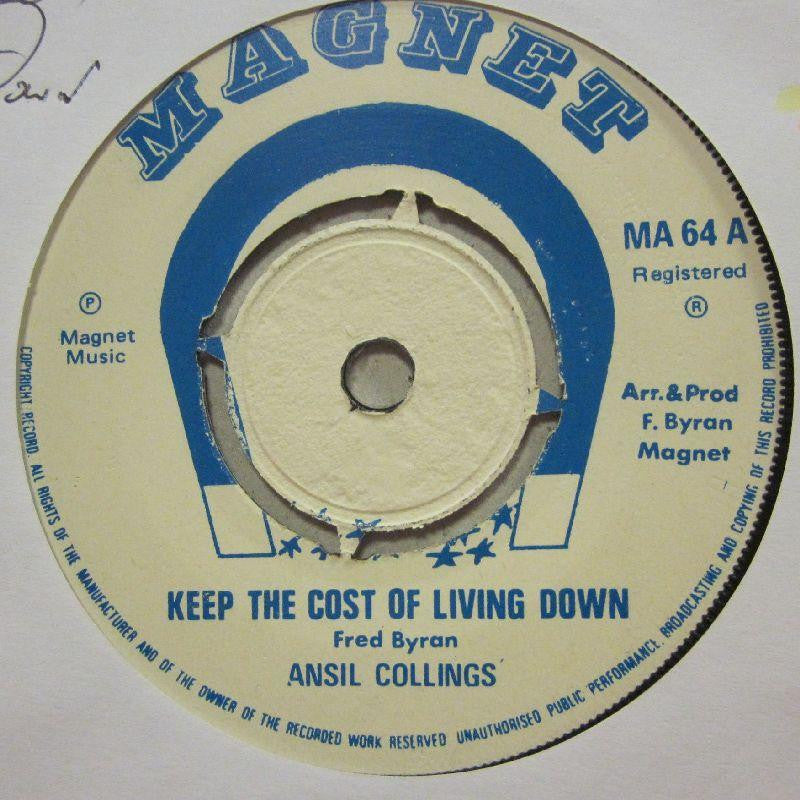 MAGNET
MA 64 A
Registered
Ⓡ
Ⓟ
Magnet
Music
Arr.&Prod
F. Byran
Magnet
KEEP THE COST OF LIVING DOWN
Fred Byran
ANSIL COLLINGS
COPYRIGHT RECORD. ALL RIGHTS OF THE MANUFACTURER AND OF THE OWNER OF THE RECORDED WORK RESERVED UNAUTHORISED PUBLIC PERFORMANCE. BROADCASTING AND COPYING OF THIS RECORD PROHIBITED